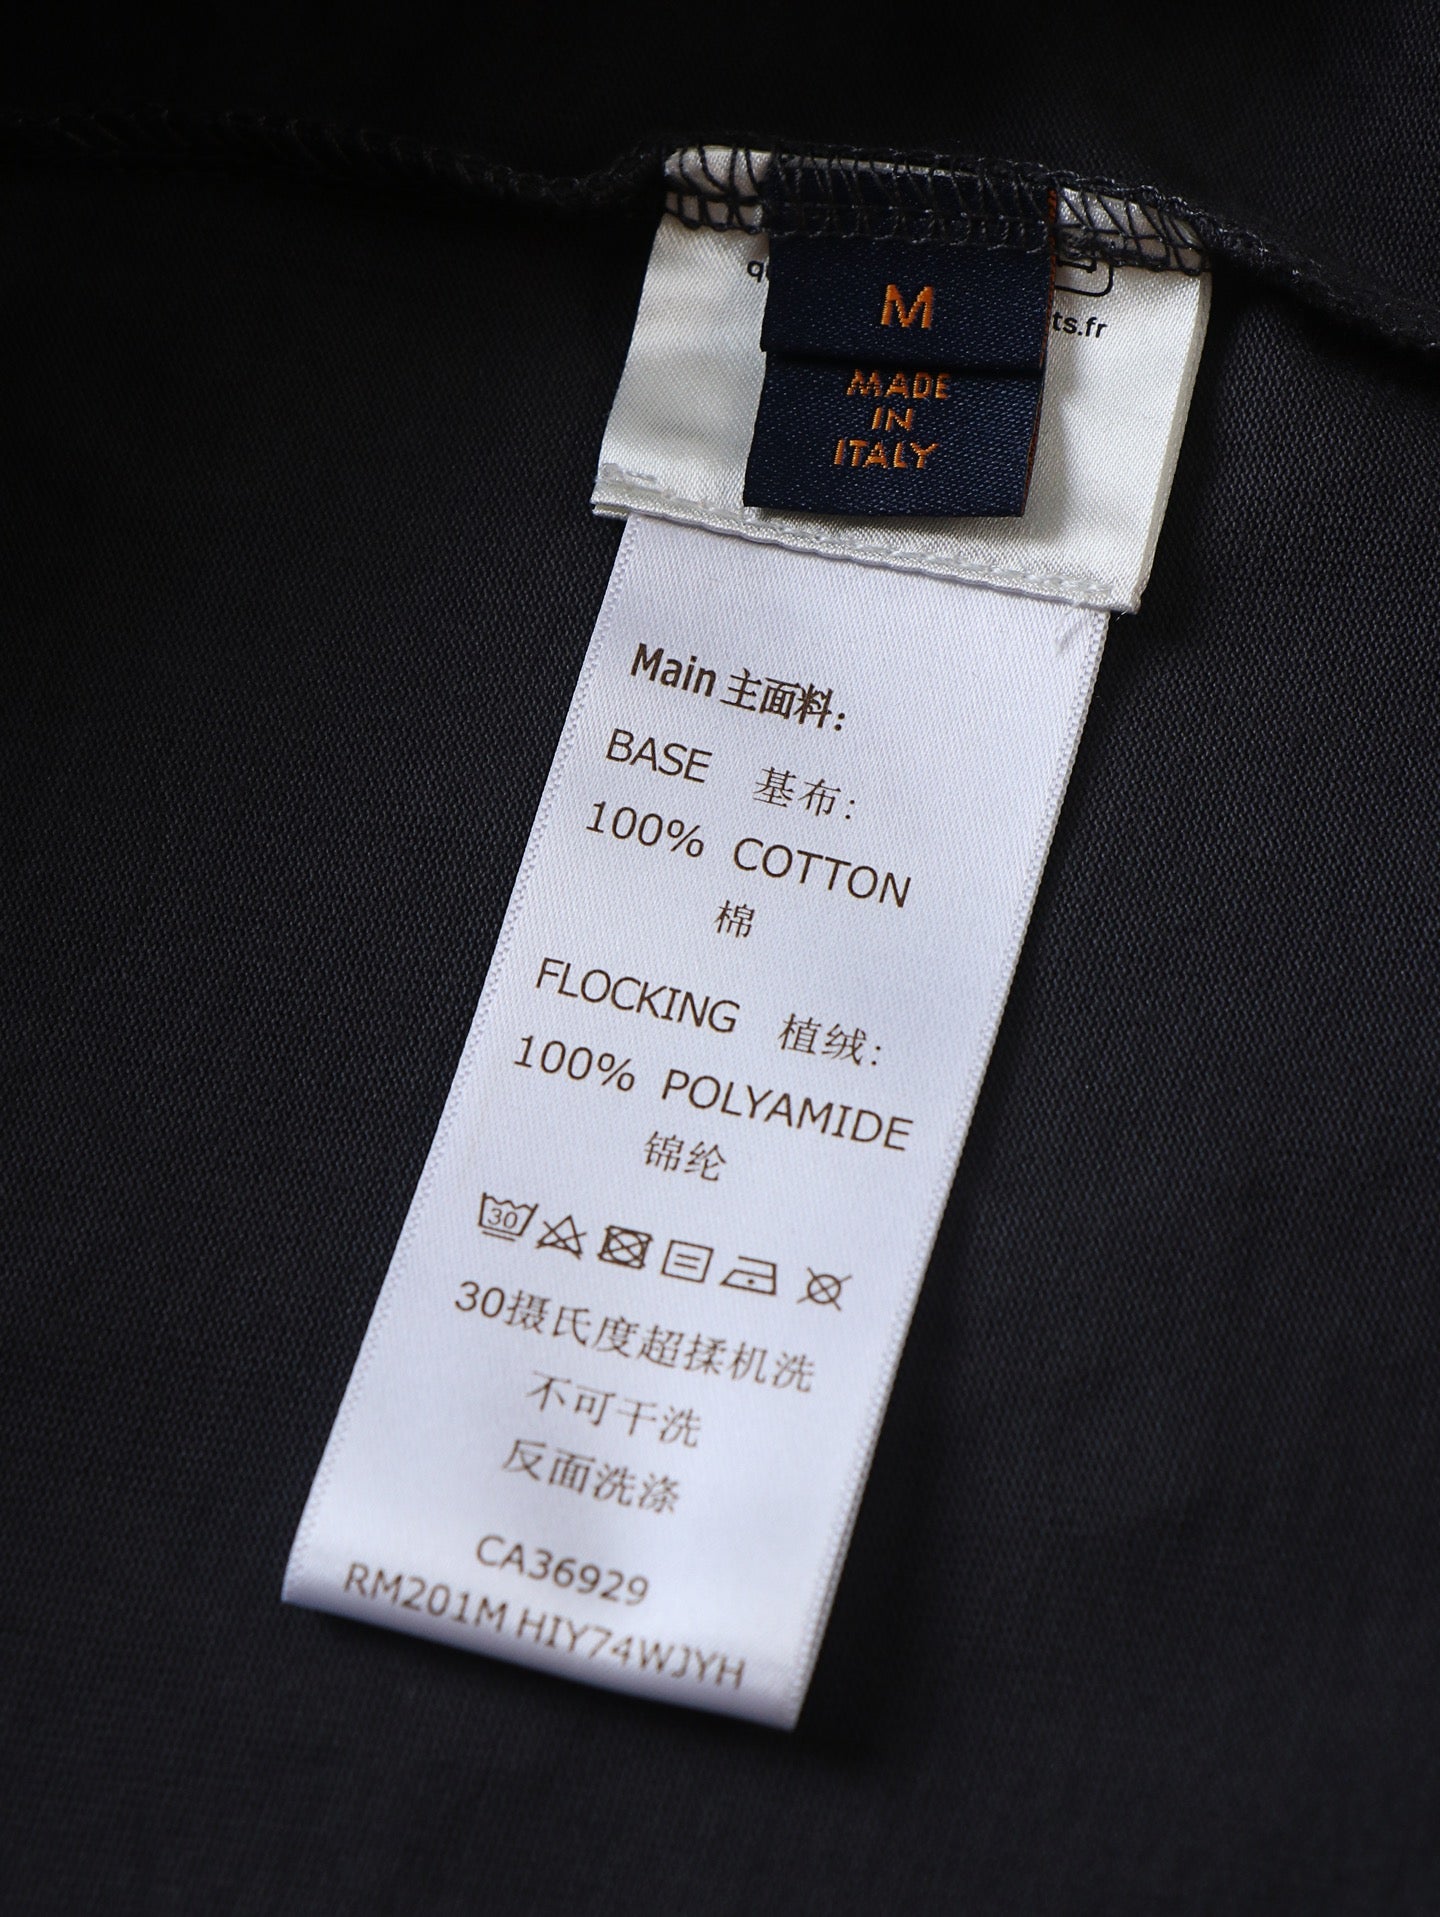 M
ts.fr
MADE
IN
ITALY
Main 主面料:
BASE 基布:
100% COTTON
棉
FLOCKING 植绒:
100% POLYAMIDE
锦纶
30
30摄氏度超揉机洗
不可干洗
反面洗涤
CA36929
RM201M HIY74WJYH